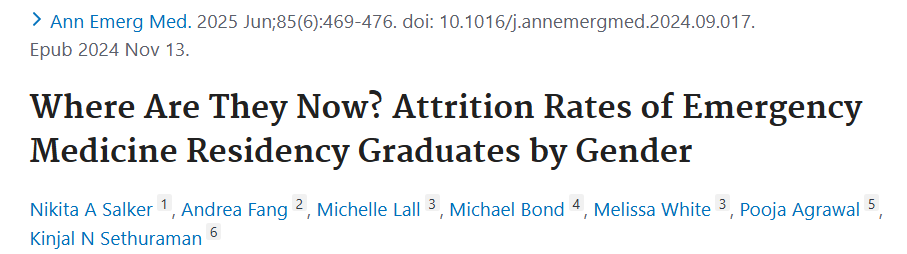 > Ann Emerg Med. 2025 Jun;85(6):469-476. doi: 10.1016/j.annemergmed.2024.09.017.
Epub 2024 Nov 13.
Where Are They Now? Attrition Rates of Emergency
Medicine Residency Graduates by Gender
Nikita A Salker 1, Andrea Fang 2, Michelle Lall 3, Michael Bond 4, Melissa White 3, Pooja Agrawal 5,
Kinjal N Sethuraman 6